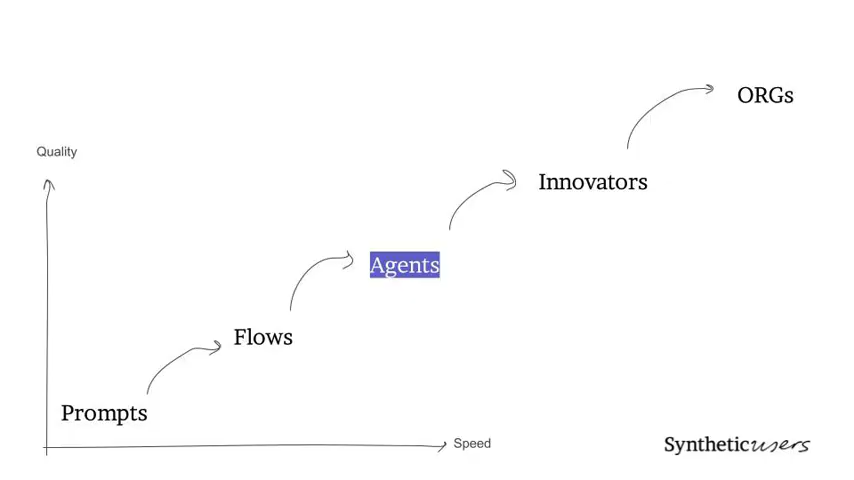 ORGs
Quality
Innovators
Agents
Flows
Prompts
Speed
Syntheticusers